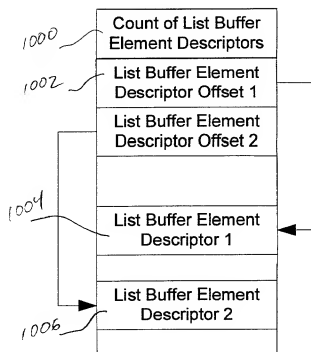 1000
Count of List Buffer
Element Descriptors
1002
List Buffer Element
Descriptor Offset 1
List Buffer Element
Descriptor Offset 2
1004
List Buffer Element
Descriptor 1
List Buffer Element
Descriptor 2
1006